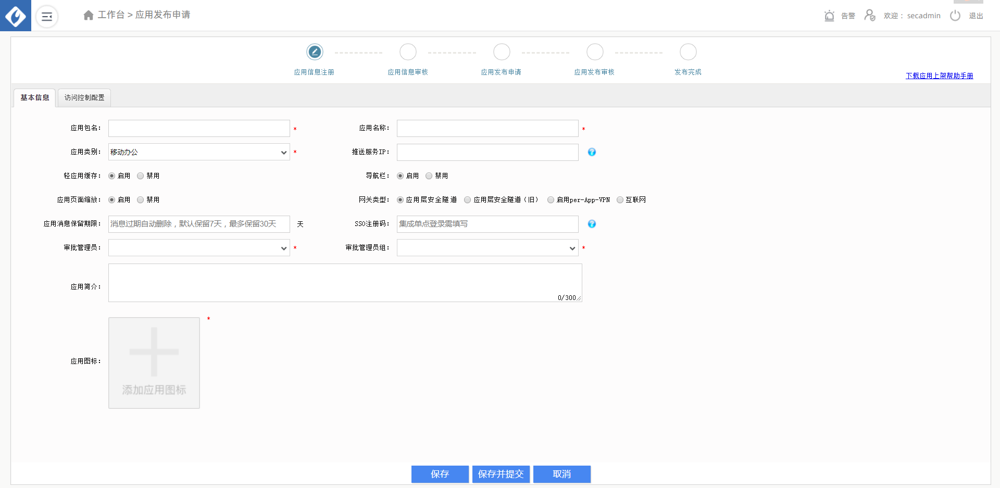 工作台 > 应用发布申请
告警
欢迎： secadmin
退出
应用信息注册
应用信息审核
应用发布申请
应用发布审核
发布完成
下载应用上架帮助手册
基本信息
访问控制配置
应用包名： *
应用名称： *
应用类别： 移动办公 *
推送服务IP： ?
轻应用缓存： 启用 禁用
导航栏： 启用 禁用
应用页面缩放： 启用 禁用
网关类型： 应用层安全隧道 应用层安全隧道（旧） 启用per-App-VPN 互联网
应用消息保留期限： 消息过期自动删除，默认保留7天，最多保留30天 天
SSO注册码： 集成单点登录需填写 ?
审批管理员： *
审批管理员组： *
应用简介：
0/300
应用图标： *
添加应用图标
保存
保存并提交
取消